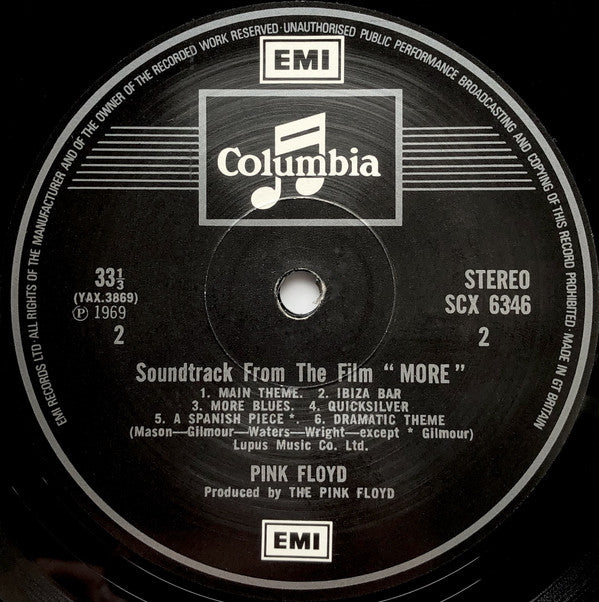 EMI RECORDS LTD·ALL RIGHTS OF THE MANUFACTURER AND OF THE OWNER OF THE RECORDED WORK RESERVED·UNAUTHORISED PUBLIC PERFORMANCE BROADCASTING AND COPYING OF THIS RECORD PROHIBITED·MADE IN GT BRITAIN
EMI
Columbia
33⅓
(YAX.3869)
Ⓟ 1969
2
STEREO
SCX 6346
2
Soundtrack From The Film “ MORE ”
1. MAIN THEME. 2. IBIZA BAR
3. MORE BLUES. 4. QUICKSILVER
5. A SPANISH PIECE *. 6. DRAMATIC THEME
(Mason—Gilmour—Waters—Wright—except * Gilmour)
Lupus Music Co. Ltd.
PINK FLOYD
Produced by THE PINK FLOYD
EMI